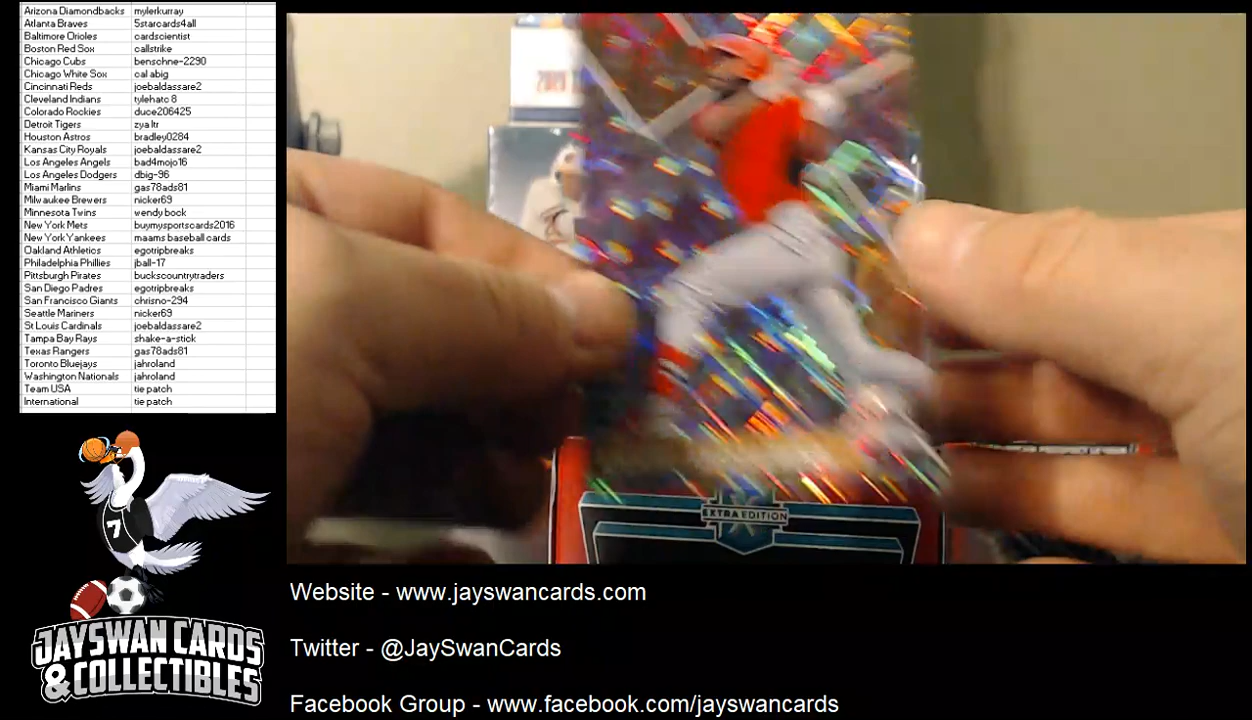 Arizona Diamondbacks mylerkurray
Atlanta Braves 5starcards4all
Baltimore Orioles cardscientist
Boston Red Sox callstrike
Chicago Cubs benschne-2290
Chicago White Sox cal abig
Cincinnati Reds joebaldassare2
Cleveland Indians tylehatc 8
Colorado Rockies duce206425
Detroit Tigers zya ltr
Houston Astros bradley0284
Kansas City Royals joebaldassare2
Los Angeles Angels bad4mojo16
Los Angeles Dodgers dbig-96
Miami Marlins gas78ads81
Milwaukee Brewers nicker69
Minnesota Twins wendy bock
New York Mets buymysportscards2016
New York Yankees maams baseball cards
Oakland Athletics egotripbreaks
Philadelphia Phillies jball-17
Pittsburgh Pirates buckscountrytraders
San Diego Padres egotripbreaks
San Francisco Giants chrisno-294
Seattle Mariners nicker69
St Louis Cardinals joebaldassare2
Tampa Bay Rays shake-a-stick
Texas Rangers gas78ads81
Toronto Bluejays jahroland
Washington Nationals jahroland
Team USA tie patch
International tie patch
EXTRA EDITION
7
JAYSWAN CARDS
& COLLECTIBLES
Website - www.jayswancards.com
Twitter - @JaySwanCards
Facebook Group - www.facebook.com/jayswancards